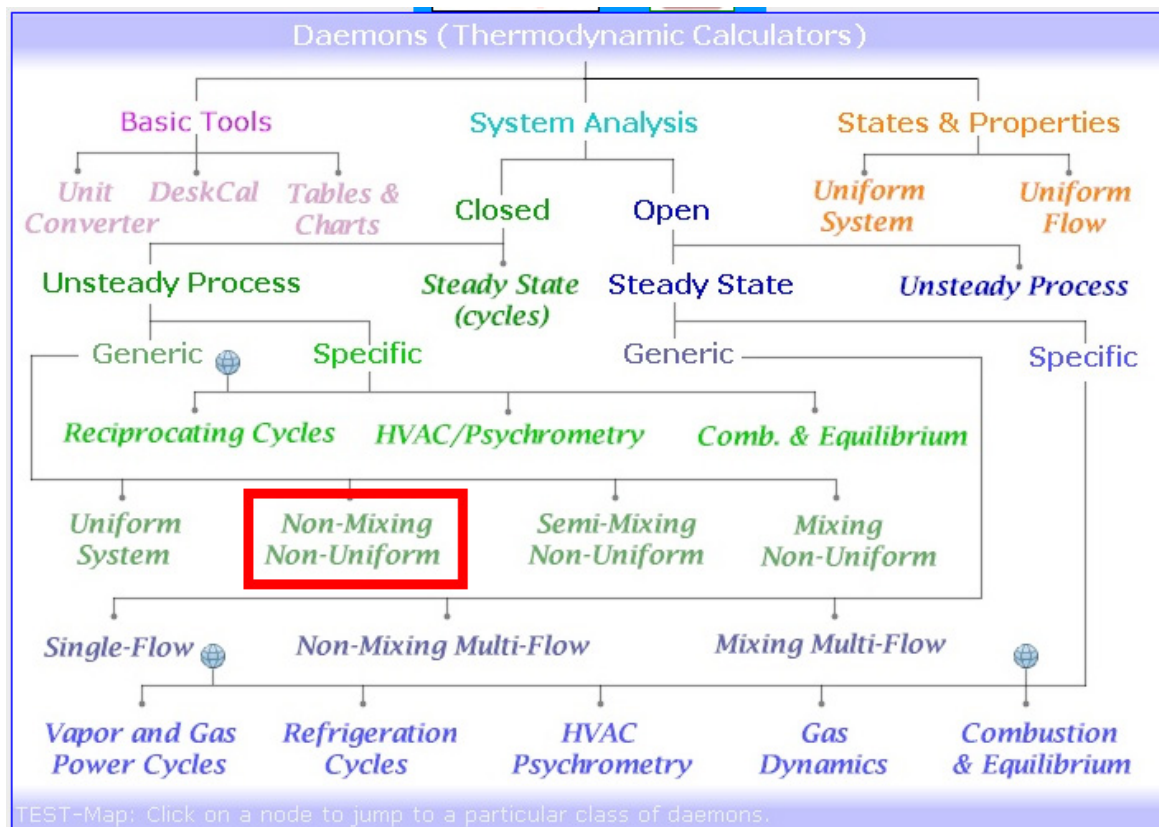 Daemons (Thermodynamic Calculators)
Basic Tools
System Analysis
States & Properties
Unit
Converter
DeskCal
Tables &
Charts
Closed
Open
Uniform
System
Uniform
Flow
Unsteady Process
Steady State
(cycles)
Steady State
Unsteady Process
Generic
Specific
Generic
Specific
Reciprocating Cycles
HVAC/Psychrometry
Comb. & Equilibrium
Uniform
System
Non-Mixing
Non-Uniform
Semi-Mixing
Non-Uniform
Mixing
Non-Uniform
Single-Flow
Non-Mixing Multi-Flow
Mixing Multi-Flow
Vapor and Gas
Power Cycles
Refrigeration
Cycles
HVAC
Psychrometry
Gas
Dynamics
Combustion
& Equilibrium
TEST-Map: Click on a node to jump to a particular class of daemons.